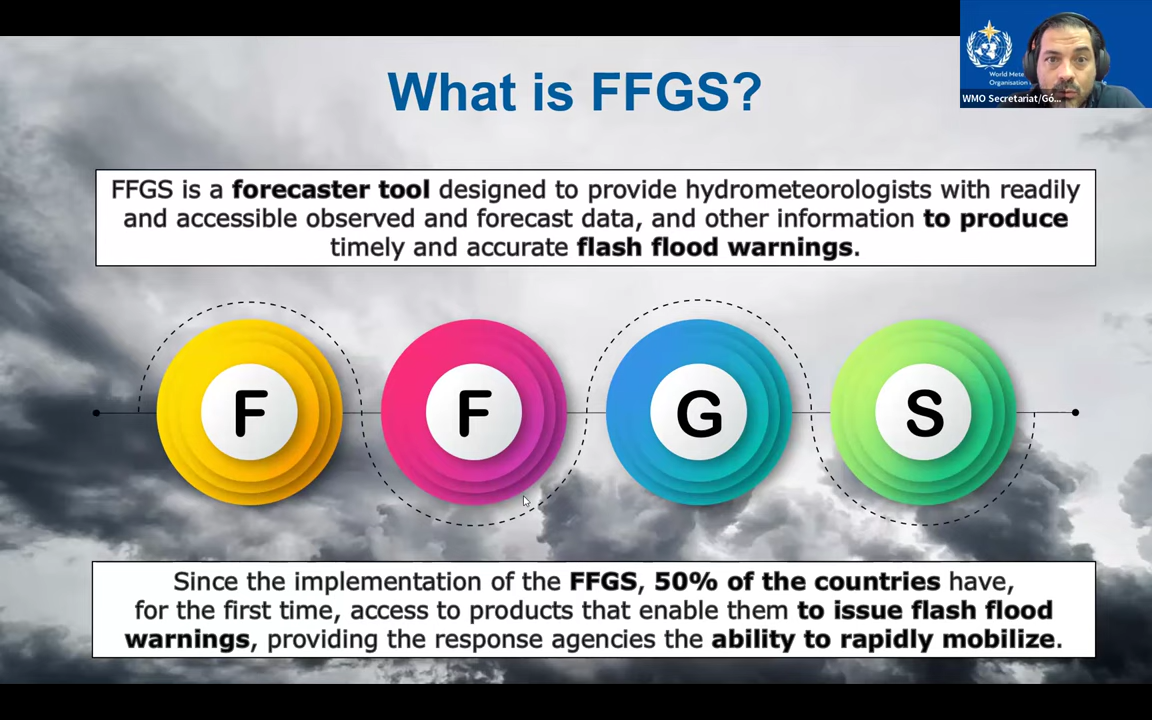 What is FFGS?
World Mete
Organisation
WMO Secretariat/Gó...
FFGS is a forecaster tool designed to provide hydrometeorologists with readily
and accessible observed and forecast data, and other information to produce
timely and accurate flash flood warnings.
F F G S
Since the implementation of the FFGS, 50% of the countries have,
for the first time, access to products that enable them to issue flash flood
warnings, providing the response agencies the ability to rapidly mobilize.